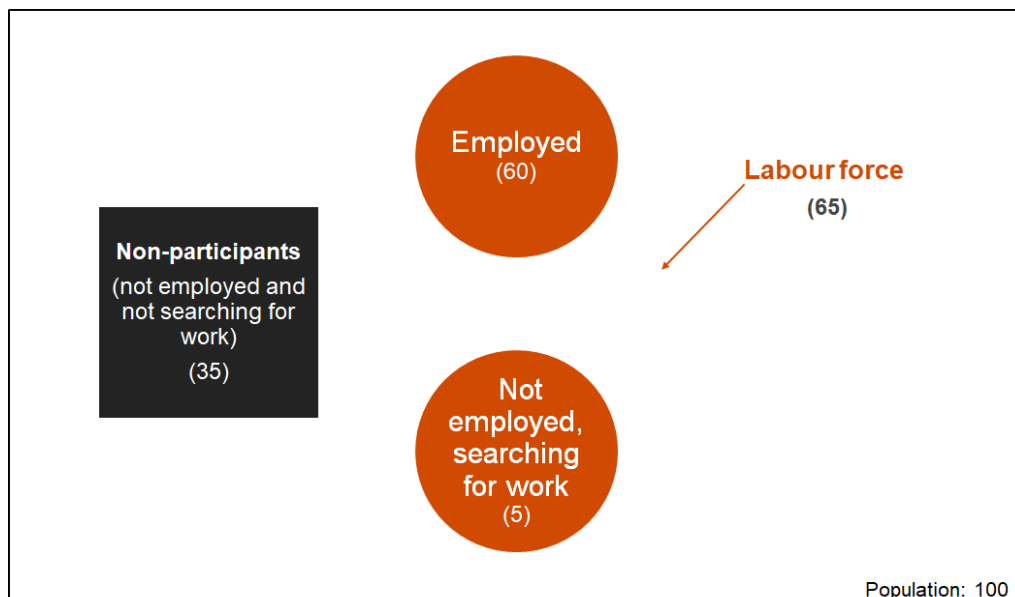 Employed
(60)
Labour force
(65)
Non-participants
(not employed and
not searching for
work)
(35)
Not
employed,
searching
for work
(5)
Population: 100